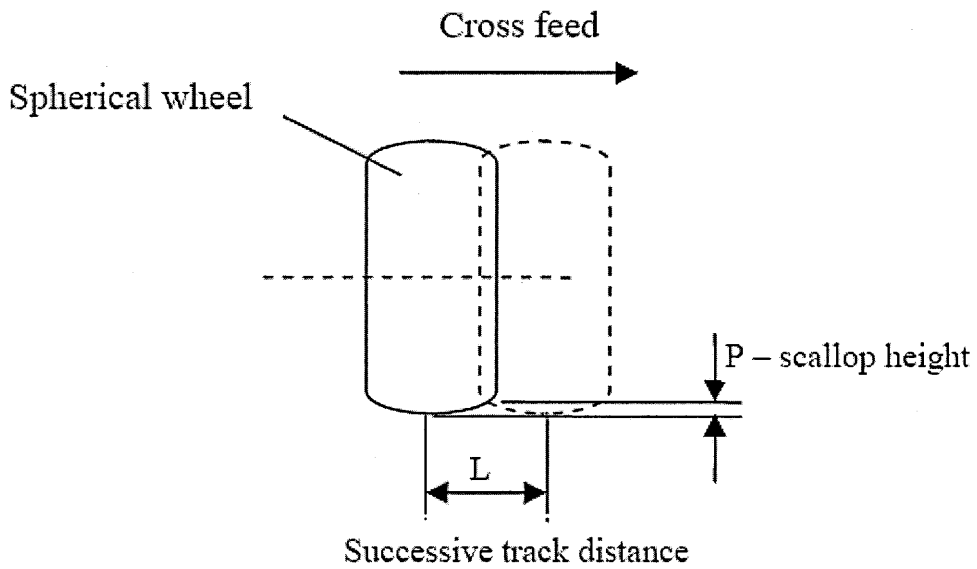 Cross feed
Spherical wheel
P – scallop height
L
Successive track distance